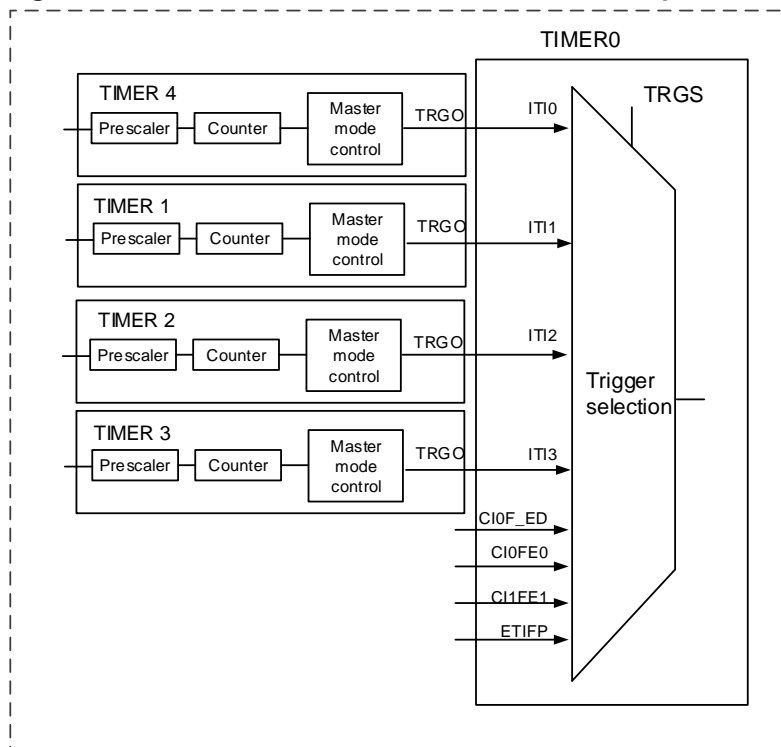 TIMER0
TIMER 4
Prescaler
Counter
Master
mode
control
TRGO
ITI0
TRGS
TIMER 1
Prescaler
Counter
Master
mode
control
TRGO
ITI1
TIMER 2
Prescaler
Counter
Master
mode
control
TRGO
ITI2
Trigger
selection
TIMER 3
Prescaler
Counter
Master
mode
control
TRGO
ITI3
CI0F_ED
CI0FE0
CI1FE1
ETIFP